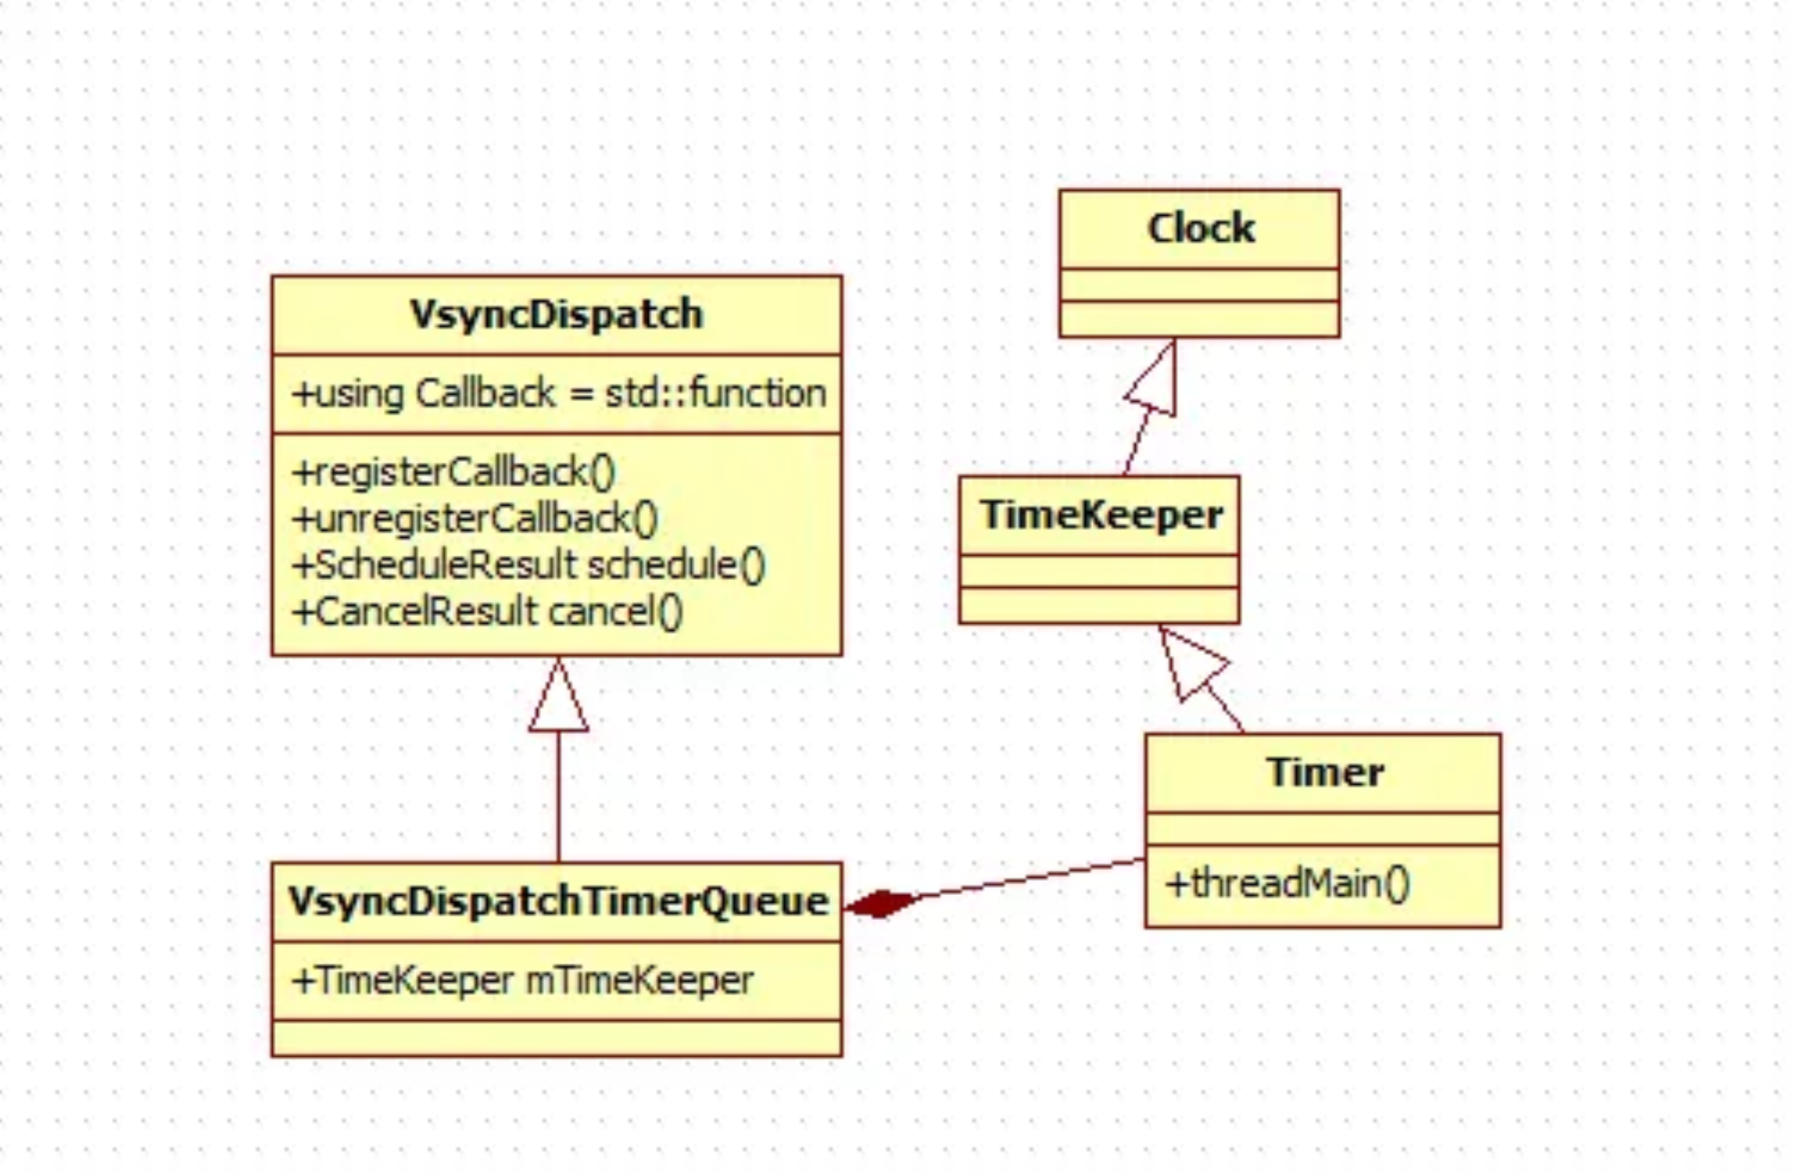 VsyncDispatch
+using Callback = std::function
+registerCallback()
+unregisterCallback()
+ScheduleResult schedule()
+CancelResult cancel()
Clock
TimeKeeper
Timer
+threadMain()
VsyncDispatchTimerQueue
+TimeKeeper mTimeKeeper